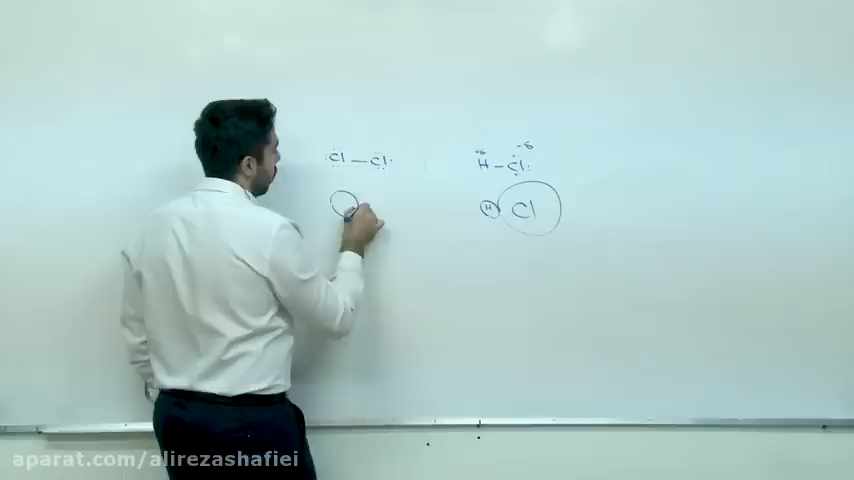 :Cl — Cl:
+δ -δ
H — Cl:
H Cl
aparat.com/alirezashafiei